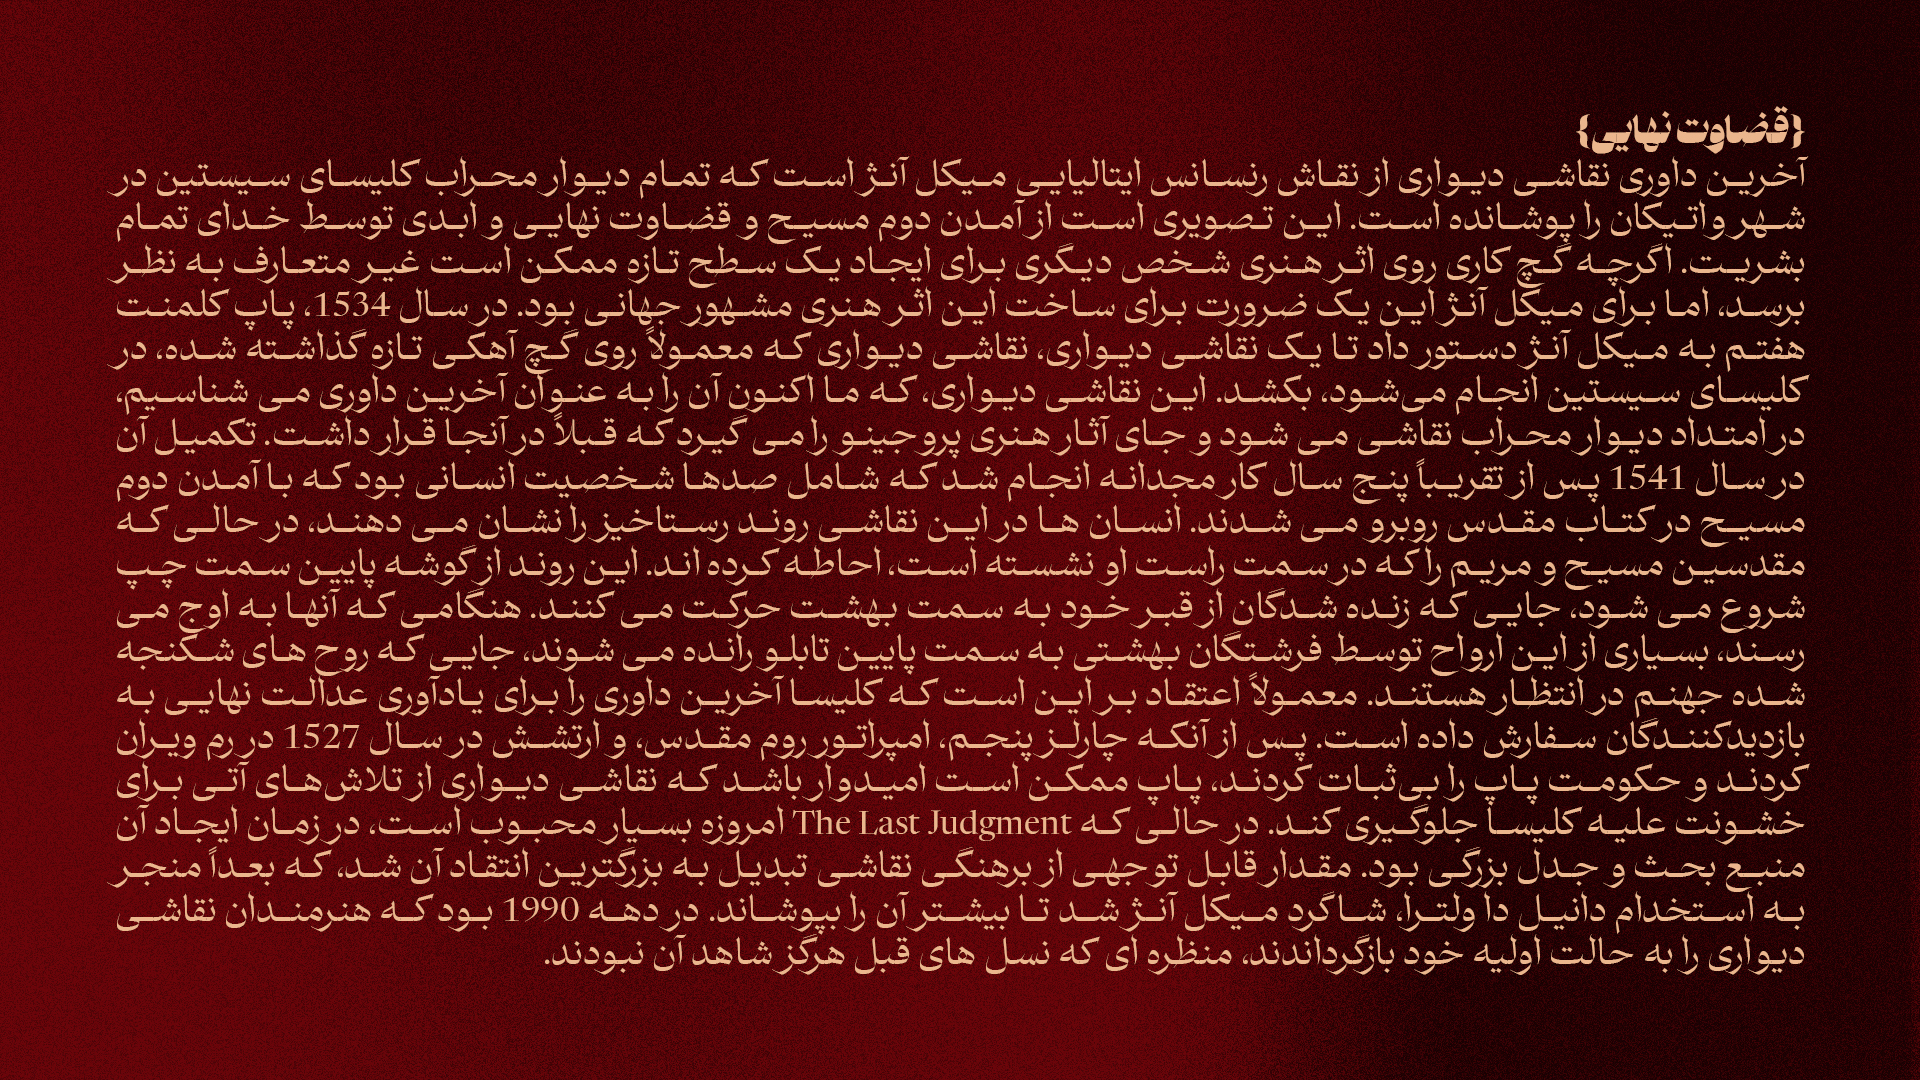 {قضاوت نهایی}
آخرین داوری نقاشی دیواری از نقاش رنسانس ایتالیایی میکل آنژ است که تمام دیوار محراب کلیسای سیستین در
شهر واتیکان را پوشانده است. این تصویری است از آمدن دوم مسیح و قضاوت نهایی و ابدی توسط خدای تمام
بشریت. اگرچه گچ کاری روی اثر هنری شخص دیگری برای ایجاد یک سطح تازه ممکن است غیر متعارف به نظر
برسد، اما برای میکل آنژ این یک ضرورت برای ساخت این اثر هنری مشهور جهانی بود. در سال 1534، پاپ کلمنت
هفتم به میکل آنژ دستور داد تا یک نقاشی دیواری، نقاشی دیواری که معمولاً روی گچ آهکی تازه گذاشته شده، در
کلیسای سیستین انجام می‌شود، بکشد. این نقاشی دیواری، که ما اکنون آن را به عنوان آخرین داوری می شناسیم،
در امتداد دیوار محراب نقاشی می شود و جای آثار هنری پروجینو را می گیرد که قبلاً در آنجا قرار داشت. تکمیل آن
در سال 1541 پس از تقریباً پنج سال کار مجدانه انجام شد که شامل صدها شخصیت انسانی بود که با آمدن دوم
مسیح در کتاب مقدس روبرو می شدند. انسان ها در این نقاشی روند رستاخیز را نشان می دهند، در حالی که
مقدسین مسیح و مریم را که در سمت راست او نشسته است، احاطه کرده اند. این روند از گوشه پایین سمت چپ
شروع می شود، جایی که زنده شدگان از قبر خود به سمت بهشت حرکت می کنند. هنگامی که آنها به اوج می
رسند، بسیاری از این ارواح توسط فرشتگان بهشتی به سمت پایین تابلو رانده می شوند، جایی که روح های شکنجه
شده جهنم در انتظار هستند. معمولاً اعتقاد بر این است که کلیسا آخرین داوری را برای یادآوری عدالت نهایی به
بازدیدکنندگان سفارش داده است. پس از آنکه چارلز پنجم، امپراتور روم مقدس، و ارتشش در سال 1527 در رم ویران
کردند و حکومت پاپ را بی‌ثبات کردند، پاپ ممکن است امیدوار باشد که نقاشی دیواری از تلاش‌های آتی برای
خشونت علیه کلیسا جلوگیری کند. در حالی که The Last Judgment امروزه بسیار محبوب است، در زمان ایجاد آن
منبع بحث و جدل بزرگی بود. مقدار قابل توجهی از برهنگی نقاشی تبدیل به بزرگترین انتقاد آن شد، که بعداً منجر
به استخدام دانیل دا ولترا، شاگرد میکل آنژ شد تا بیشتر آن را بپوشاند. در دهه 1990 بود که هنرمندان نقاشی
دیواری را به حالت اولیه خود بازگرداندند، منظره ای که نسل های قبل هرگز شاهد آن نبودند.